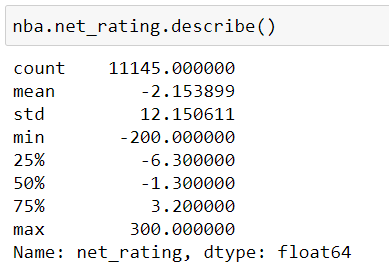 nba.net_rating.describe()
count    11145.000000
mean        -2.153899
std         12.150611
min       -200.000000
25%         -6.300000
50%         -1.300000
75%          3.200000
max        300.000000
Name: net_rating, dtype: float64